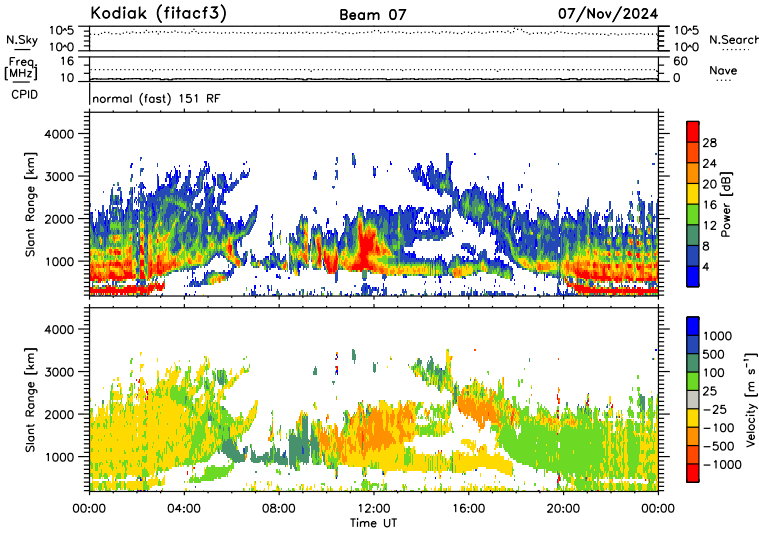 Kodiak (fitacf3) Beam 07 07/Nov/2024
N.Sky 10^5 10^5 N.Search
10^0 10^0
Freq. 16 60 Nave
[MHz] 10 0
CPID normal (fast) 151 RF
Slant Range [km]
4000
3000
2000
1000
Power [dB]
28
24
20
16
12
8
4
Slant Range [km]
4000
3000
2000
1000
Velocity [m s⁻¹]
1000
500
100
25
−25
−100
−500
−1000
00:00 04:00 08:00 12:00 16:00 20:00 00:00
Time UT